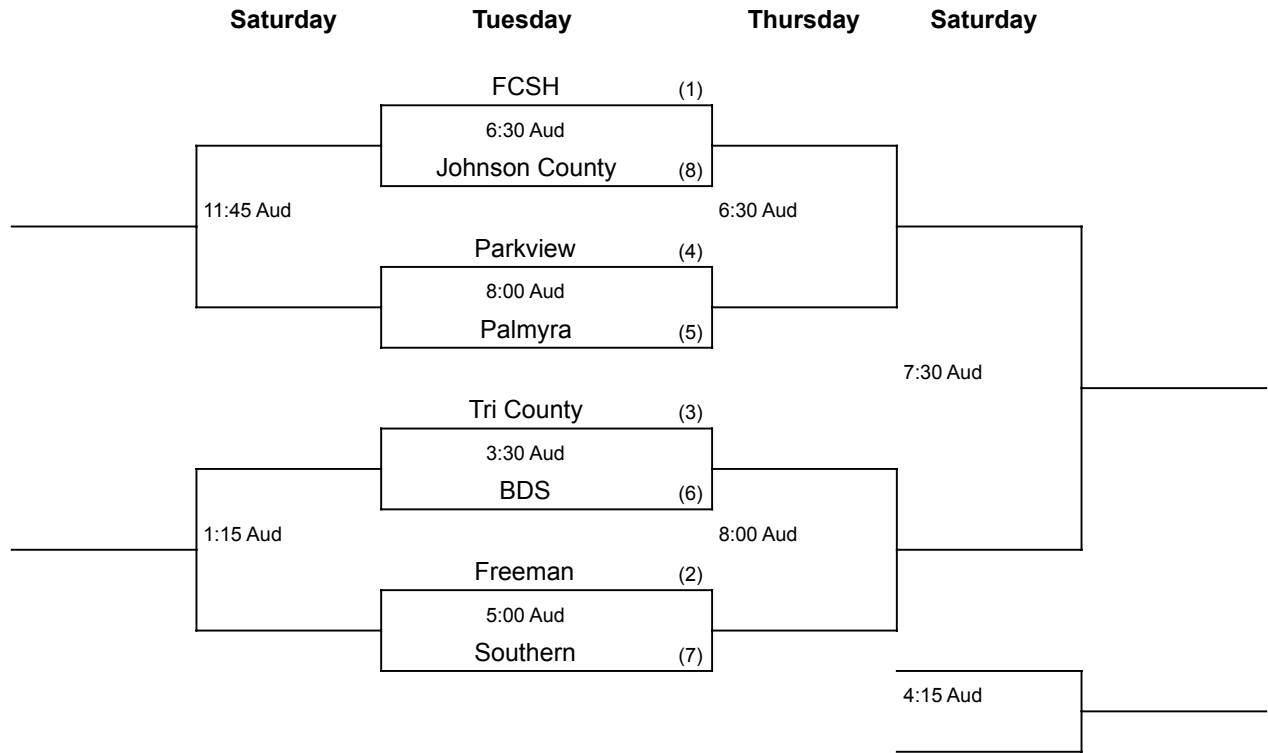 Saturday Tuesday Thursday Saturday
FCSH (1)
6:30 Aud
Johnson County (8)
11:45 Aud 6:30 Aud
Parkview (4)
8:00 Aud
Palmyra (5)
7:30 Aud
Tri County (3)
3:30 Aud
BDS (6)
1:15 Aud 8:00 Aud
Freeman (2)
5:00 Aud
Southern (7)
4:15 Aud